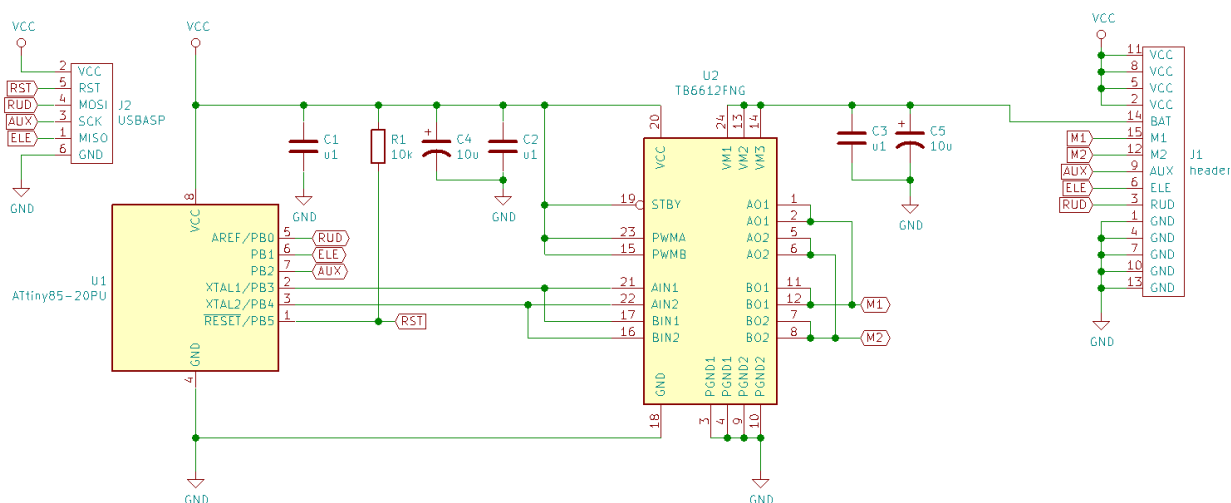 VCC
2 VCC
RST 5 RST
RUD 4 MOSI
AUX 3 SCK
ELE 1 MISO
6 GND
J2
USBASP
GND
VCC
C1
u1
R1
10k
C4
10u
C2
u1
GND
GND
U1
ATtiny85-20PU
8
VCC
AREF/PB0 5 RUD
PB1 6 ELE
PB2 7 AUX
XTAL1/PB3 2
XTAL2/PB4 3
RESET/PB5 1 RST
GND
4
GND
U2
TB6612FNG
20
VCC
24 13 14
VM1 VM2 VM3
19 STBY
23 PWMA
15 PWMB
21 AIN1
22 AIN2
17 BIN1
16 BIN2
AO1 1
AO1 2
AO2 5
AO2 6
BO1 11
BO1 12 M1
BO2 7
BO2 8 M2
GND
18
PGND1 PGND1 PGND2 PGND2
3 4 9 10
GND
C3
u1
C5
10u
GND
VCC
11 VCC
8 VCC
5 VCC
2 VCC
14 BAT
M1 15 M1
M2 12 M2
AUX 9 AUX
ELE 6 ELE
RUD 3 RUD
1 GND
4 GND
7 GND
10 GND
13 GND
J1
header
GND